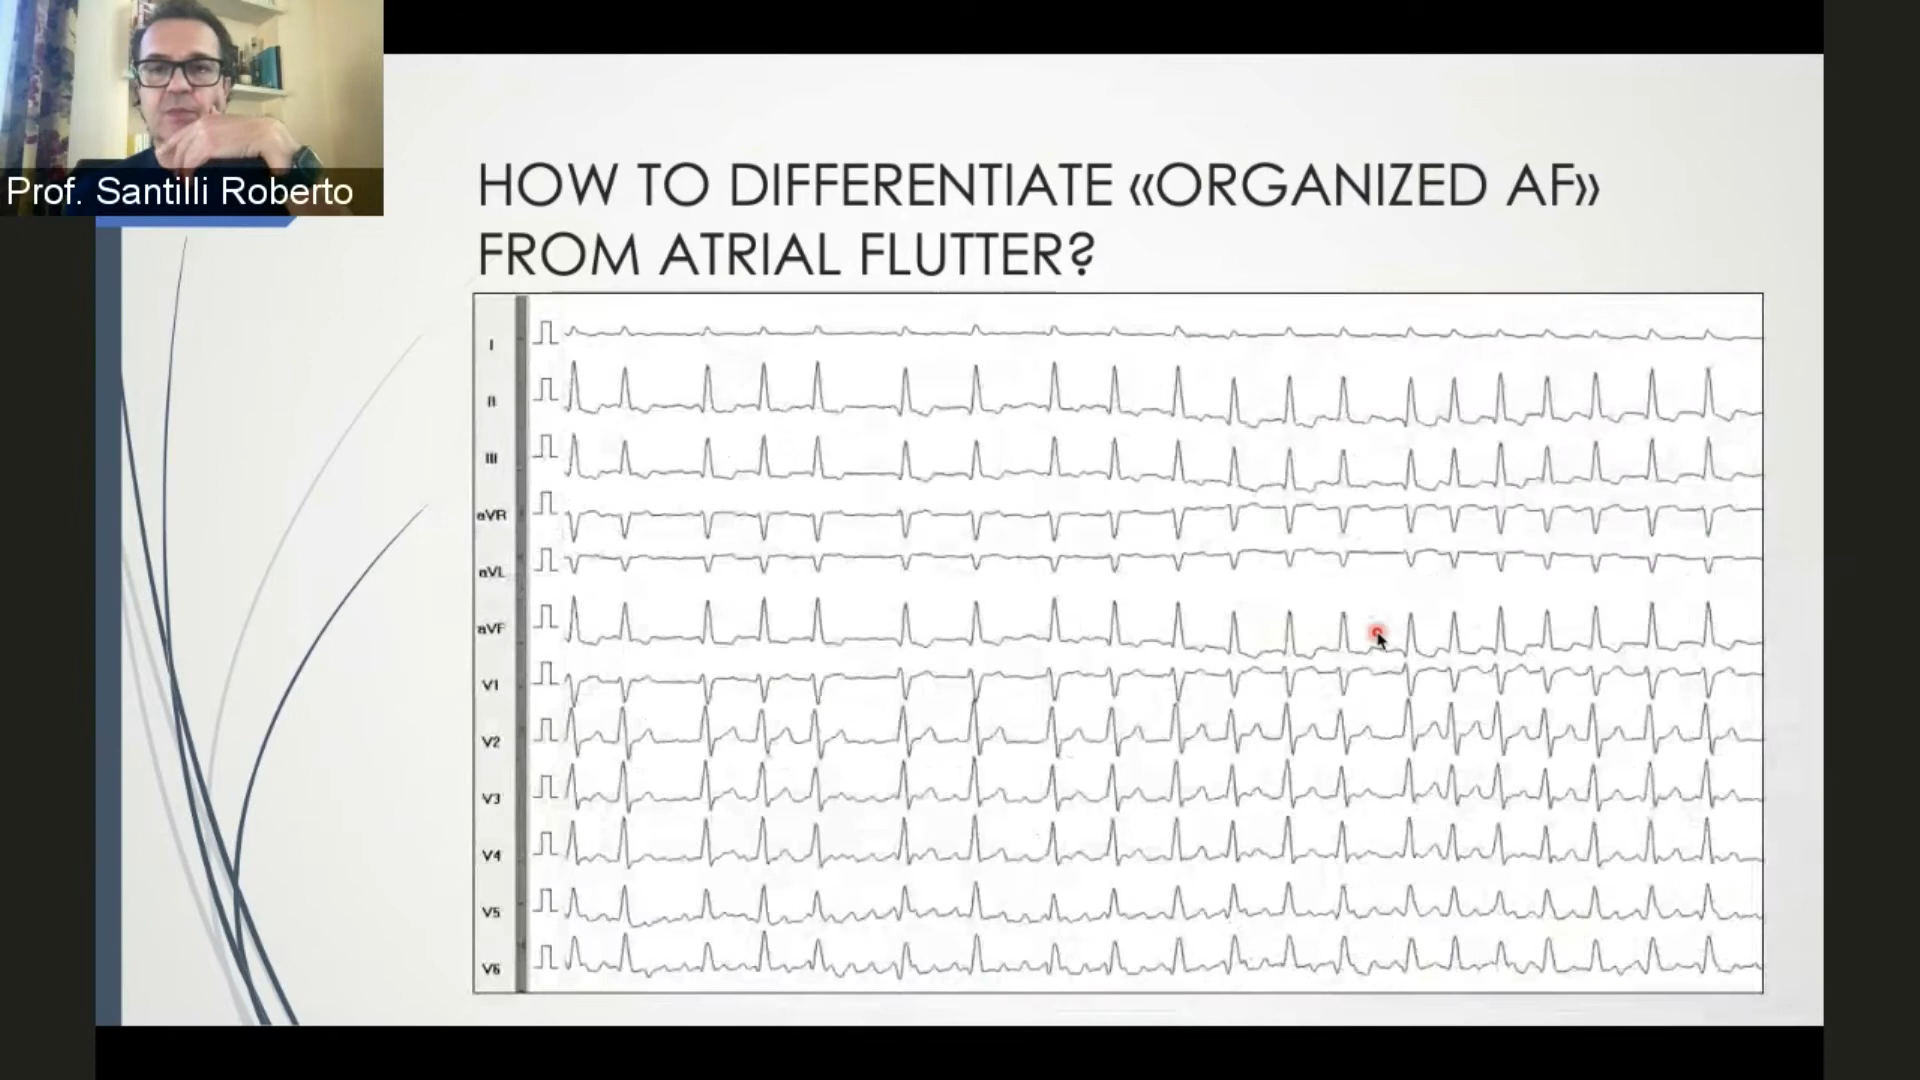 Prof. Santilli Roberto
HOW TO DIFFERENTIATE «ORGANIZED AF»
FROM ATRIAL FLUTTER?
I
II
III
aVR
aVL
aVF
V1
V2
V3
V4
V5
V6